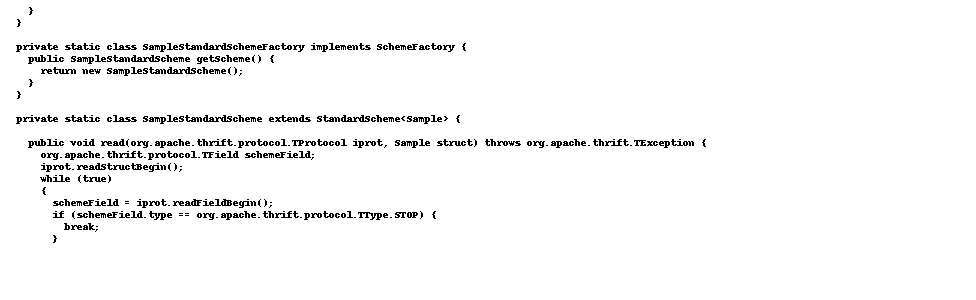 }
}

private static class SampleStandardSchemeFactory implements SchemeFactory {
  public SampleStandardScheme getScheme() {
    return new SampleStandardScheme();
  }
}

private static class SampleStandardScheme extends StandardScheme<Sample> {

  public void read(org.apache.thrift.protocol.TProtocol iprot, Sample struct) throws org.apache.thrift.TException {
    org.apache.thrift.protocol.TField schemeField;
    iprot.readStructBegin();
    while (true)
    {
      schemeField = iprot.readFieldBegin();
      if (schemeField.type == org.apache.thrift.protocol.TType.STOP) {
        break;
      }